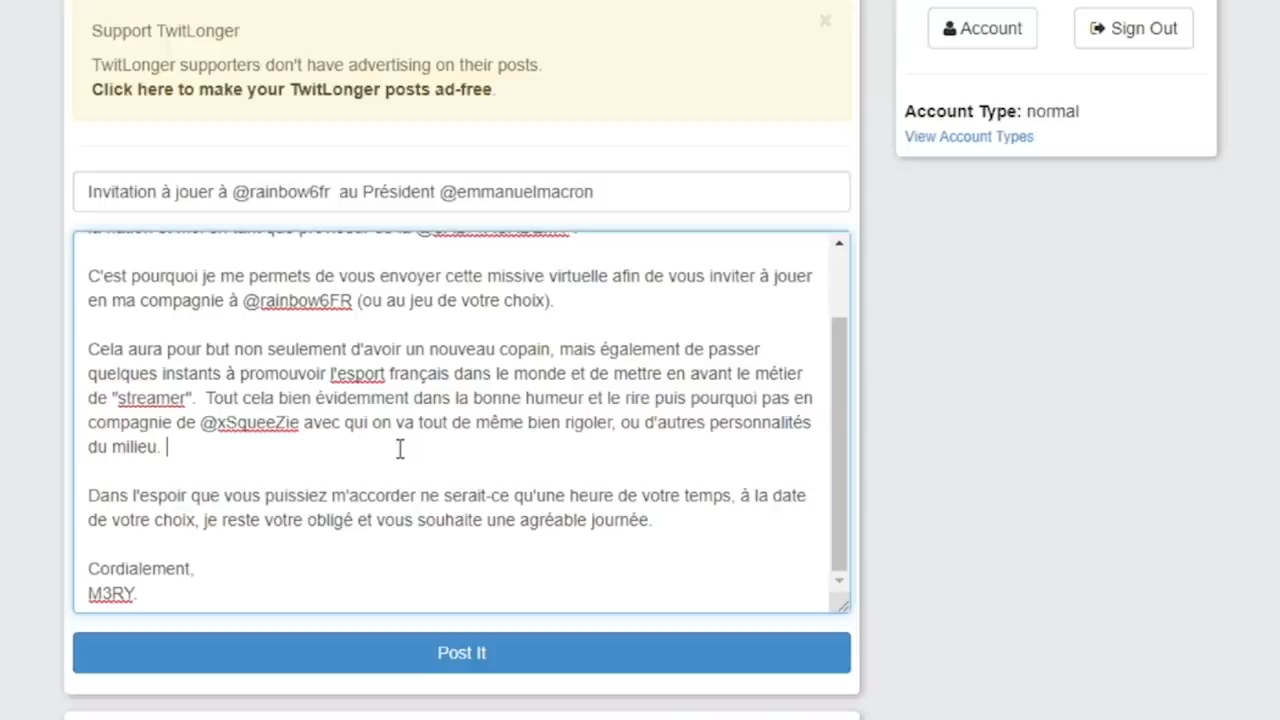 Support TwitLonger
×
TwitLonger supporters don't have advertising on their posts.
Click here to make your TwitLonger posts ad-free.
Account
Sign Out
Account Type: normal
View Account Types
Invitation à jouer à @rainbow6fr  au Président @emmanuelmacron
C'est pourquoi je me permets de vous envoyer cette missive virtuelle afin de vous inviter à jouer
en ma compagnie à @rainbow6FR (ou au jeu de votre choix).
Cela aura pour but non seulement d'avoir un nouveau copain, mais également de passer
quelques instants à promouvoir l'esport français dans le monde et de mettre en avant le métier
de "streamer".  Tout cela bien évidemment dans la bonne humeur et le rire puis pourquoi pas en
compagnie de @xSqueeZie avec qui on va tout de même bien rigoler, ou d'autres personnalités
du milieu.
Dans l'espoir que vous puissiez m'accorder ne serait-ce qu'une heure de votre temps, à la date
de votre choix, je reste votre obligé et vous souhaite une agréable journée.
Cordialement,
M3RY.
Post It